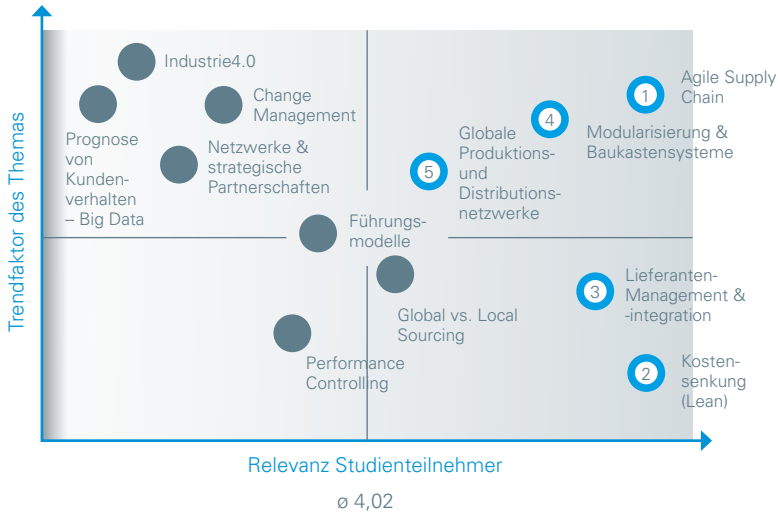 Industrie4.0
Change
Management
Prognose
von
Kunden-
verhalten
– Big Data
Netzwerke &
strategische
Partnerschaften
Führungs-
modelle
Global vs. Local
Sourcing
Performance
Controlling
1
Agile Supply
Chain
4
Modularisierung &
Baukastensysteme
5
Globale
Produktions-
und
Distributions-
netzwerke
3
Lieferanten-
Management &
-integration
2
Kosten-
senkung
(Lean)
Trendfaktor des Themas
Relevanz Studienteilnehmer
ø 4,02